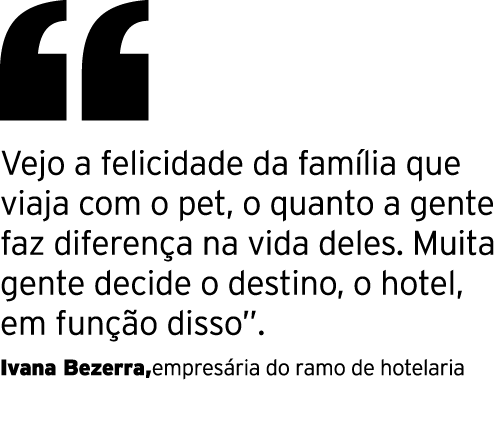 “
Vejo a felicidade da família que
viaja com o pet, o quanto a gente
faz diferença na vida deles. Muita
gente decide o destino, o hotel,
em função disso”.
Ivana Bezerra,empresária do ramo de hotelaria